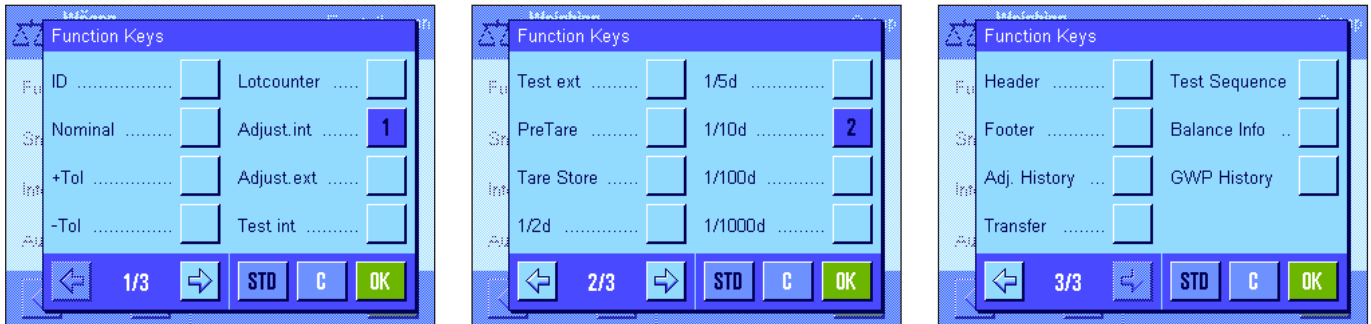 Function Keys
ID ................. Lotcounter .....
Nominal ............... Adjust.int ....... 1
+Tol .............. Adjust.ext ......
-Tol .............. Test int ..........
1/3 STD C OK
Function Keys
Test ext ......... 1/5d ...............
PreTare .......... 1/10d ............. 2
Tare Store ...... 1/100d ...........
1/2d ............... 1/1000d .........
2/3 STD C OK
Function Keys
Header .......... Test Sequence
Footer ........... Balance Info ..
Adj. History ... GWP History
Transfer ........
3/3 STD C OK